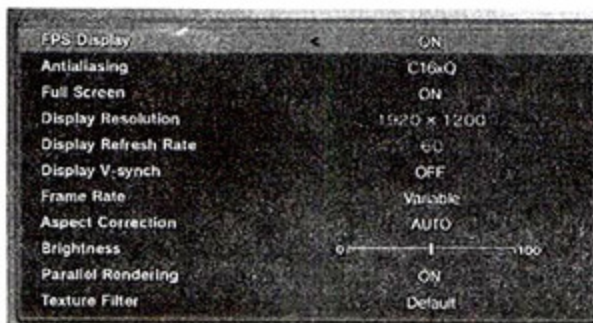 FPS Display < ON
Antialiasing C16xQ
Full Screen ON
Display Resolution 1920 × 1200
Display Refresh Rate 60
Display V-synch OFF
Frame Rate Variable
Aspect Correction AUTO
Brightness 0 100
Parallel Rendering ON
Texture Filter Default